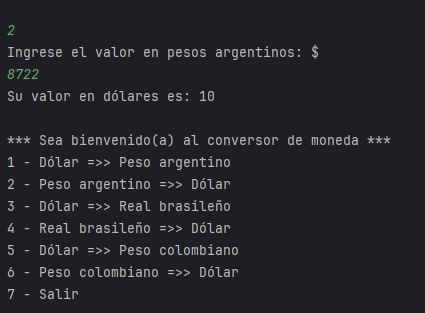 2
Ingrese el valor en pesos argentinos: $
8722
Su valor en dólares es: 10
*** Sea bienvenido(a) al conversor de moneda ***
1 - Dólar =>> Peso argentino
2 - Peso argentino =>> Dólar
3 - Dólar =>> Real brasileño
4 - Real brasileño =>> Dólar
5 - Dólar =>> Peso colombiano
6 - Peso colombiano =>> Dólar
7 - Salir